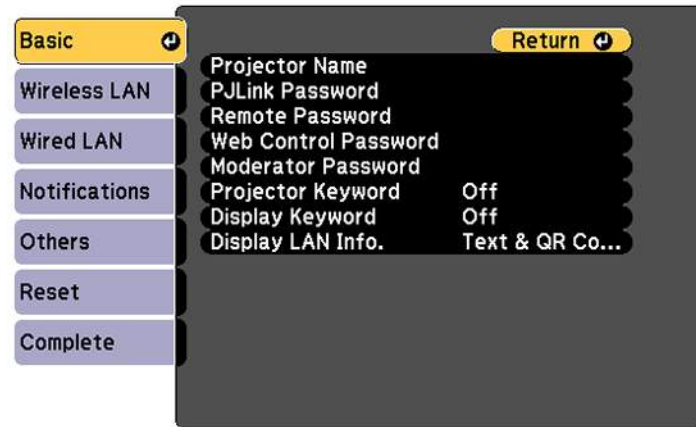 Basic
Wireless LAN
Wired LAN
Notifications
Others
Reset
Complete
Return
Projector Name
PJLink Password
Remote Password
Web Control Password
Moderator Password
Projector Keyword Off
Display Keyword Off
Display LAN Info. Text & QR Co...